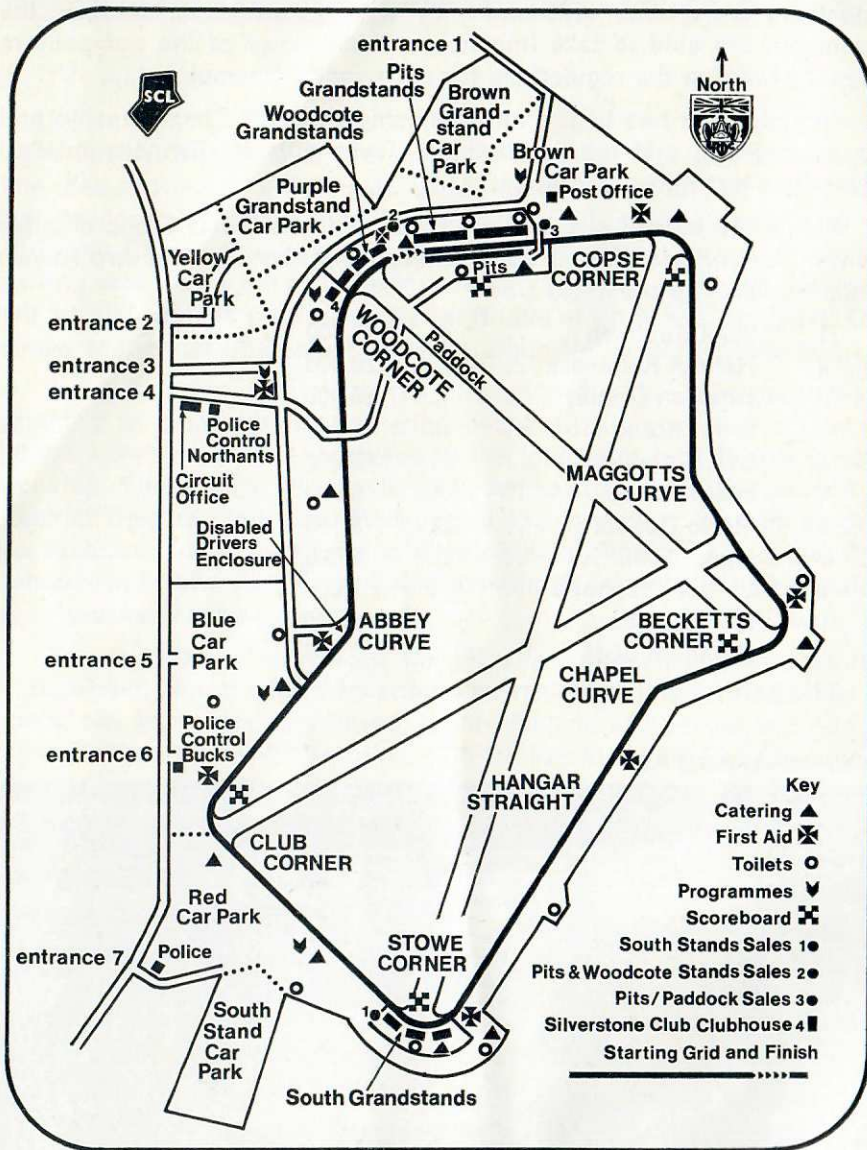 entrance 1
Pits
Grandstands
Woodcote
Grandstands
Brown
Grand-
stand
Car
Park
North
SCL
Purple
Grandstand
Car Park
Brown
Car Park
Post Office
2
3
Yellow
Car
Park
Pits
COPSE
CORNER
4
entrance 2
WOODCOTE
CORNER
Paddock
entrance 3
entrance 4
Police
Control
Northants
Circuit
Office
MAGGOTTS
CURVE
Disabled
Drivers
Enclosure
Blue
Car
Park
ABBEY
CURVE
BECKETTS
CORNER
entrance 5
CHAPEL
CURVE
Police
Control
Bucks
entrance 6
HANGAR
STRAIGHT
CLUB
CORNER
Red
Car Park
STOWE
CORNER
entrance 7
Police
South
Stand
Car
Park
1
South Grandstands
Key
Catering
First Aid
Toilets
Programmes
Scoreboard
South Stands Sales 1
Pits & Woodcote Stands Sales 2
Pits/Paddock Sales 3
Silverstone Club Clubhouse 4
Starting Grid and Finish